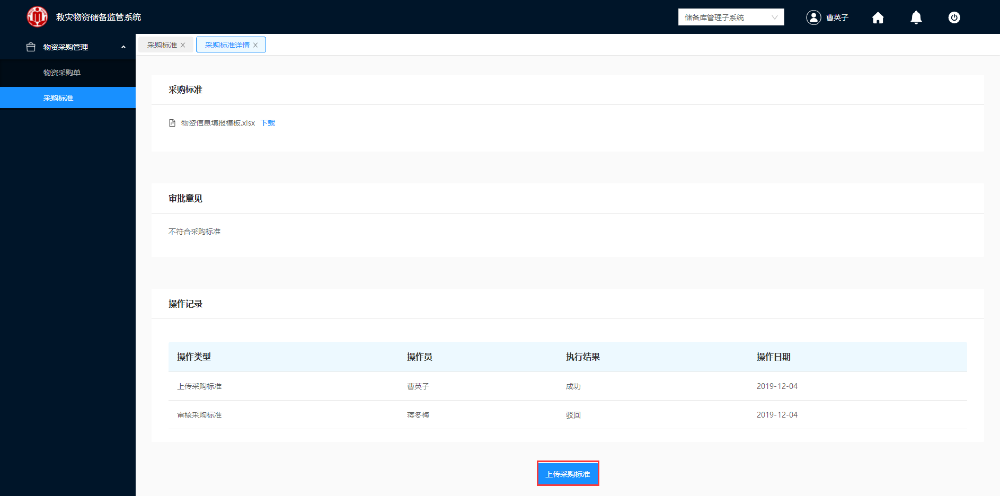 救灾物资储备监管系统
储备库管理子系统
曹英子
物资采购管理
物资采购单
采购标准
采购标准
采购标准详情
采购标准
物资信息填报模板.xlsx 下载
审批意见
不符合采购标准
操作记录
操作类型 操作员 执行结果 操作日期
上传采购标准 曹英子 成功 2019-12-04
审核采购标准 蒋冬梅 驳回 2019-12-04
上传采购标准